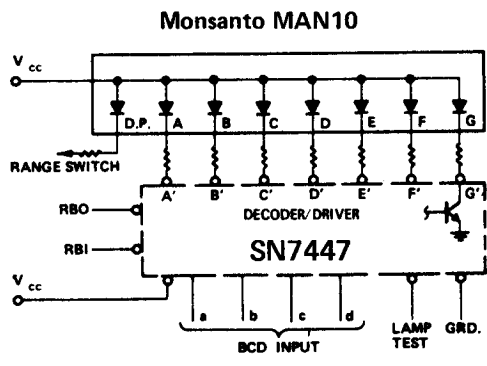 Monsanto MAN10
V CC
D.P. A B C D E F G
RANGE SWITCH
A' B' C' D' E' F' G'
RBO
DECODER/DRIVER
RBI
SN7447
V CC
a b c d
BCD INPUT
LAMP TEST
GRD.